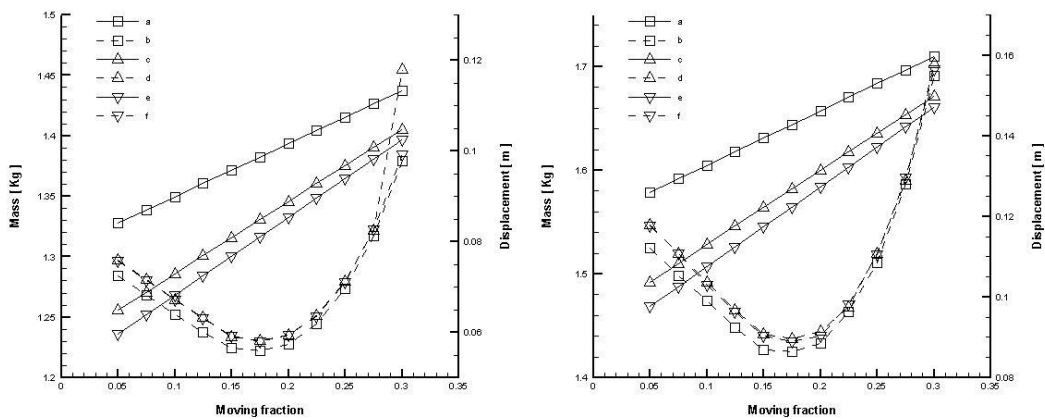 1.5
1.45
1.4
1.35
1.3
1.25
1.2
Mass [ Kg ]
a
b
c
d
e
f
0.12
0.1
0.08
0.06
Displacement [ m ]
0
0.05
0.1
0.15
0.2
0.25
0.3
0.35
Moving fraction
1.7
1.6
1.5
1.4
Mass [ Kg ]
a
b
c
d
e
f
0.16
0.14
0.12
0.1
0.08
Displacement [ m ]
0
0.05
0.1
0.15
0.2
0.25
0.3
0.35
Moving fraction